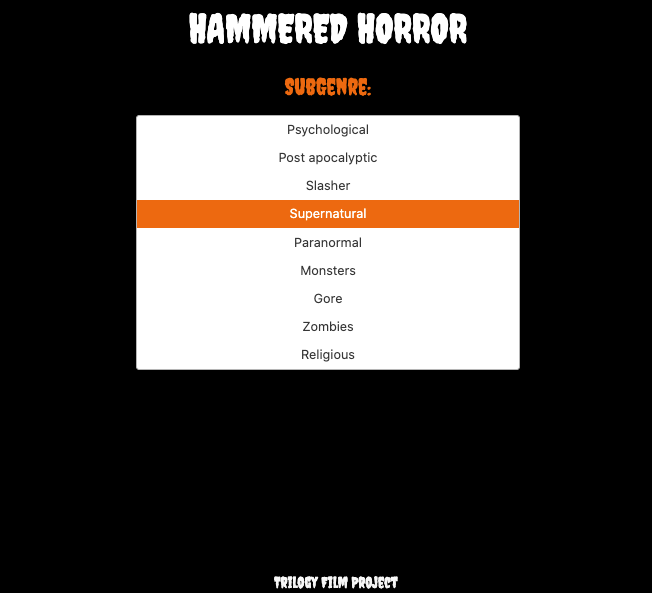 HAMMERED HORROR
SUBGENRE:
Psychological
Post apocalyptic
Slasher
Supernatural
Paranormal
Monsters
Gore
Zombies
Religious
TRILOGY FILM PROJECT